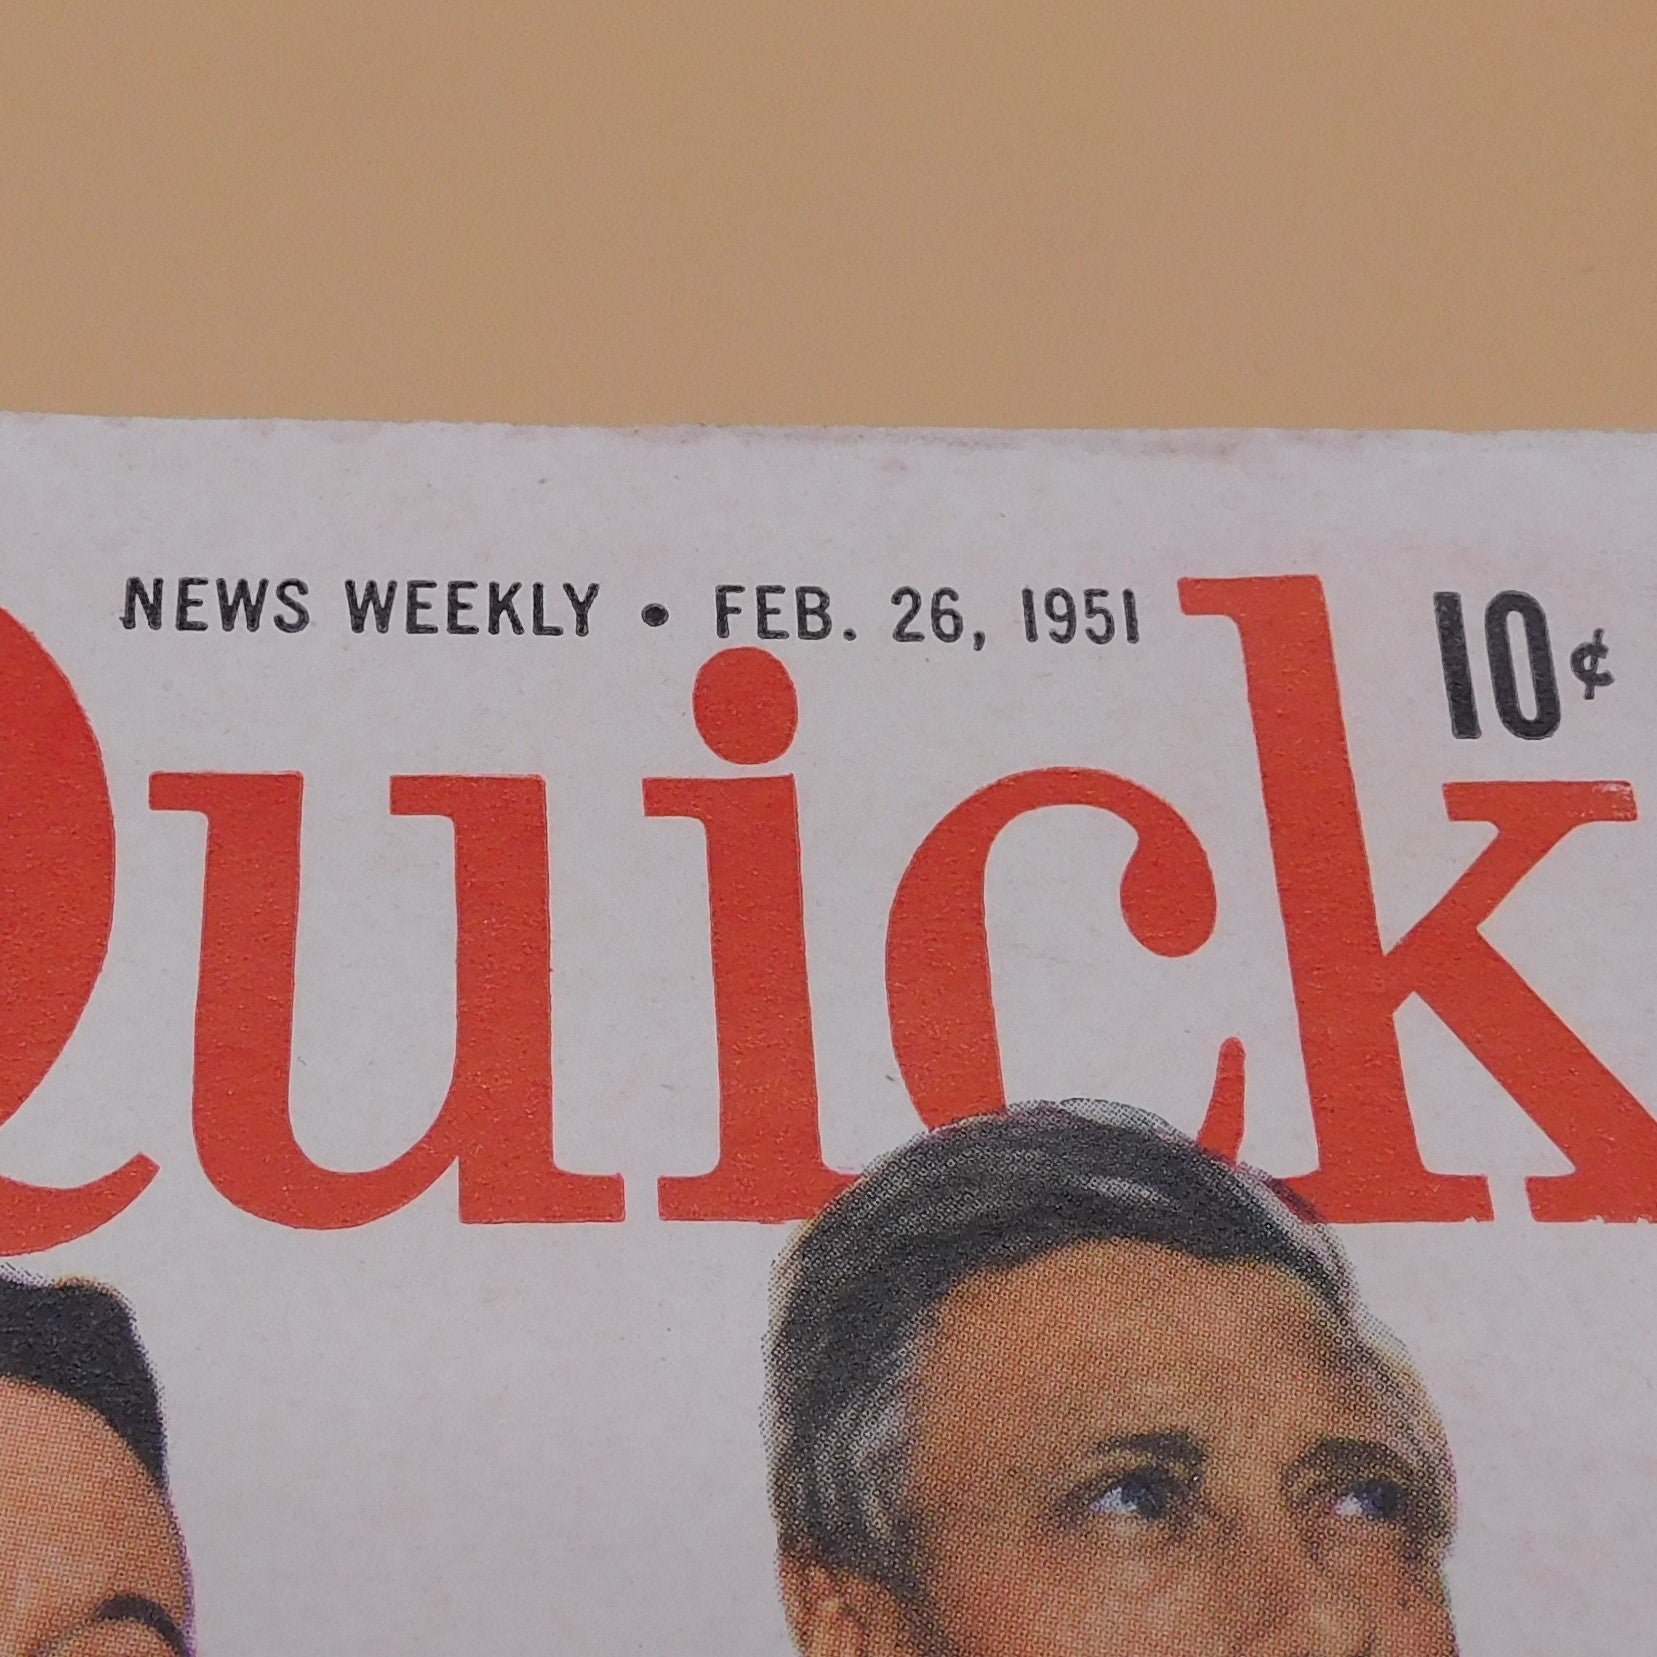 NEWS WEEKLY • FEB. 26, 1951
10¢
Quick